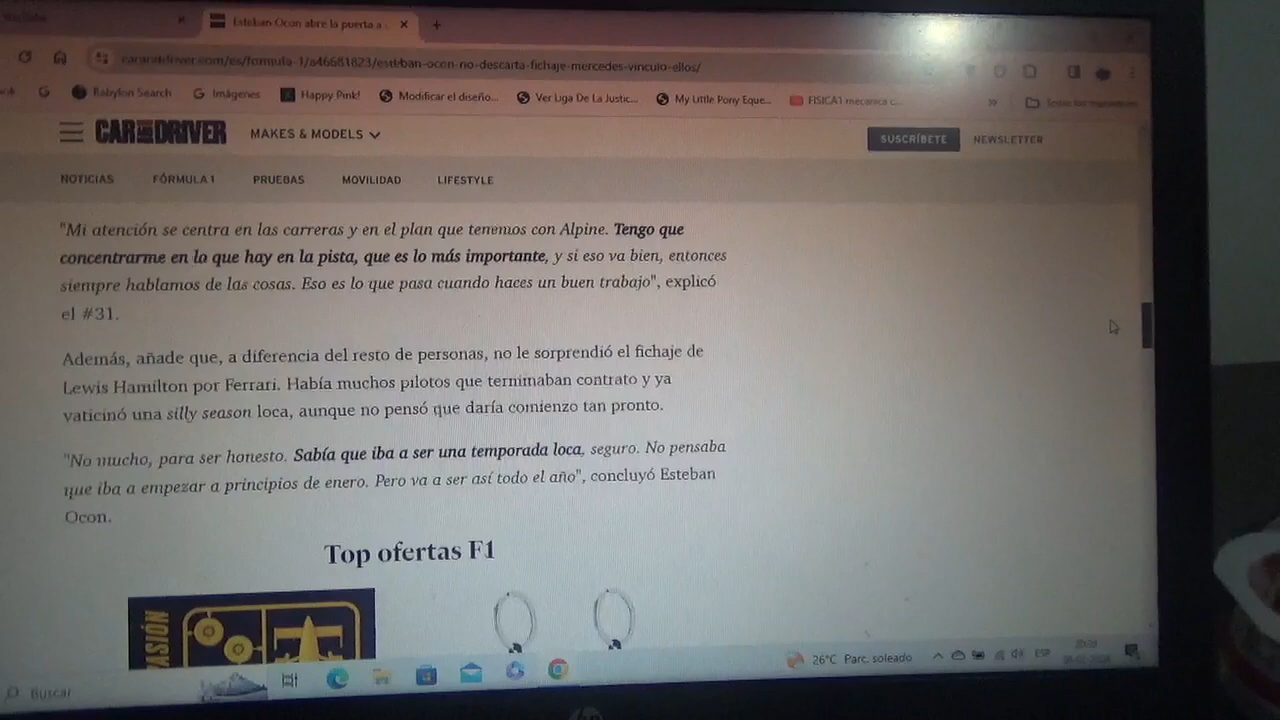 Esteban Ocon abre la puerta a
caranddriver.com/es/formula-1/a46681823/esteban-ocon-no-descarta-fichaje-mercedes-vinculo-ellos/
Babylon Search Imágenes Happy Pink! Modificar el diseño... Ver Liga De La Justic... My Little Pony Eque... FISICA1 mecanica c... »
CAR AND DRIVER MAKES & MODELS SUSCRÍBETE NEWSLETTER
NOTICIAS FÓRMULA 1 PRUEBAS MOVILIDAD LIFESTYLE
"Mi atención se centra en las carreras y en el plan que tenemos con Alpine. Tengo que
concentrarme en lo que hay en la pista, que es lo más importante, y si eso va bien, entonces
siempre hablamos de las cosas. Eso es lo que pasa cuando haces un buen trabajo", explicó
el #31.
Además, añade que, a diferencia del resto de personas, no le sorprendió el fichaje de
Lewis Hamilton por Ferrari. Había muchos pilotos que terminaban contrato y ya
vaticinó una silly season loca, aunque no pensó que daría comienzo tan pronto.
"No mucho, para ser honesto. Sabía que iba a ser una temporada loca, seguro. No pensaba
que iba a empezar a principios de enero. Pero va a ser así todo el año", concluyó Esteban
Ocon.
Top ofertas F1
ASIÓN
Buscar 26°C Parc. soleado ESP
hp